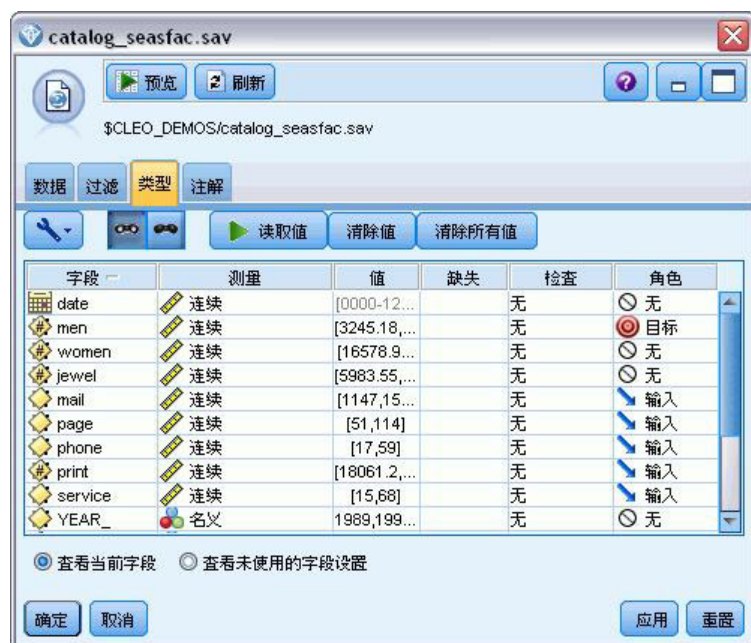 catalog_seasfac.sav
预览 刷新
$CLEO_DEMOS/catalog_seasfac.sav
数据 过滤 类型 注解
读取值 清除值 清除所有值
字段 测量 值 缺失 检查 角色
date 连续 [0000-12... 无 无
men 连续 [3245.18,... 无 目标
women 连续 [16578.9... 无 无
jewel 连续 [5983.55,... 无 无
mail 连续 [1147,15... 无 输入
page 连续 [51,114] 无 输入
phone 连续 [17,59] 无 输入
print 连续 [18061.2,... 无 输入
service 连续 [15,68] 无 输入
YEAR_ 名义 1989,199... 无 无
查看当前字段 查看未使用的字段设置
确定 取消 应用 重置